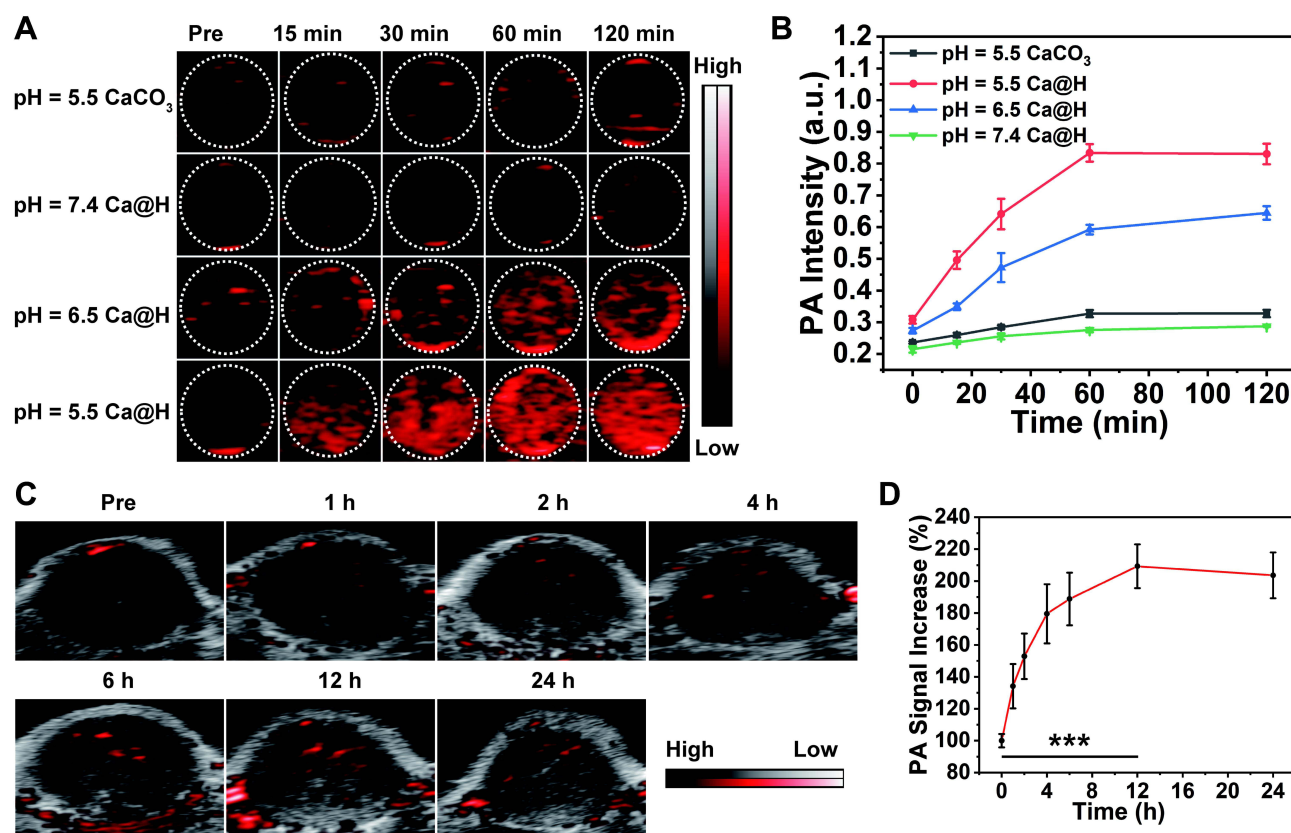 A
Pre 15 min 30 min 60 min 120 min
pH = 5.5 CaCO₃
pH = 7.4 Ca@H
pH = 6.5 Ca@H
pH = 5.5 Ca@H
High
Low
B
PA Intensity (a.u.)
1.2
1.1
1.0
0.9
0.8
0.7
0.6
0.5
0.4
0.3
0.2
pH = 5.5 CaCO₃
pH = 5.5 Ca@H
pH = 6.5 Ca@H
pH = 7.4 Ca@H
0 20 40 60 80 100 120
Time (min)
C
Pre 1 h 2 h 4 h
6 h 12 h 24 h
High Low
D
PA Signal Increase (%)
240
220
200
180
160
140
120
100
80
***
0 4 8 12 16 20 24
Time (h)